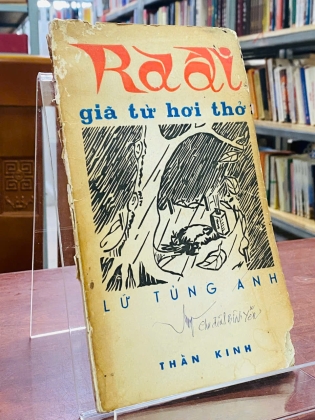 Ra đi
giã từ hơi thở
LỮ TÙNG ANH
THẦN KINH